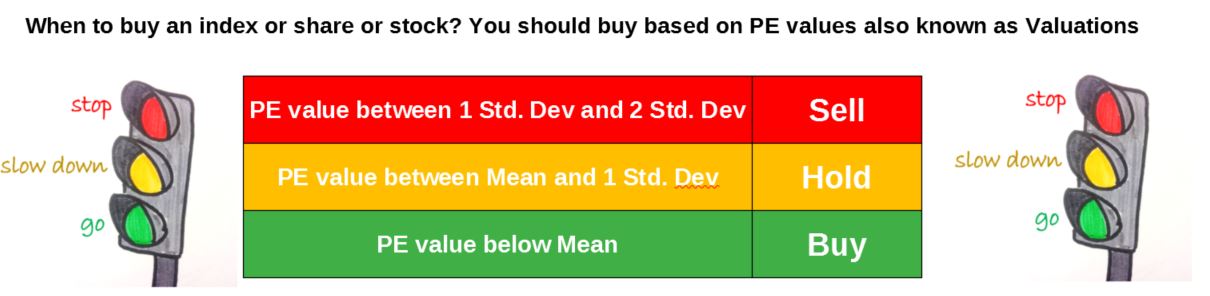 When to buy an index or share or stock? You should buy based on PE values also known as Valuations
stop
slow down
go
PE value between 1 Std. Dev and 2 Std. Dev Sell
PE value between Mean and 1 Std. Dev Hold
PE value below Mean Buy
stop
slow down
go